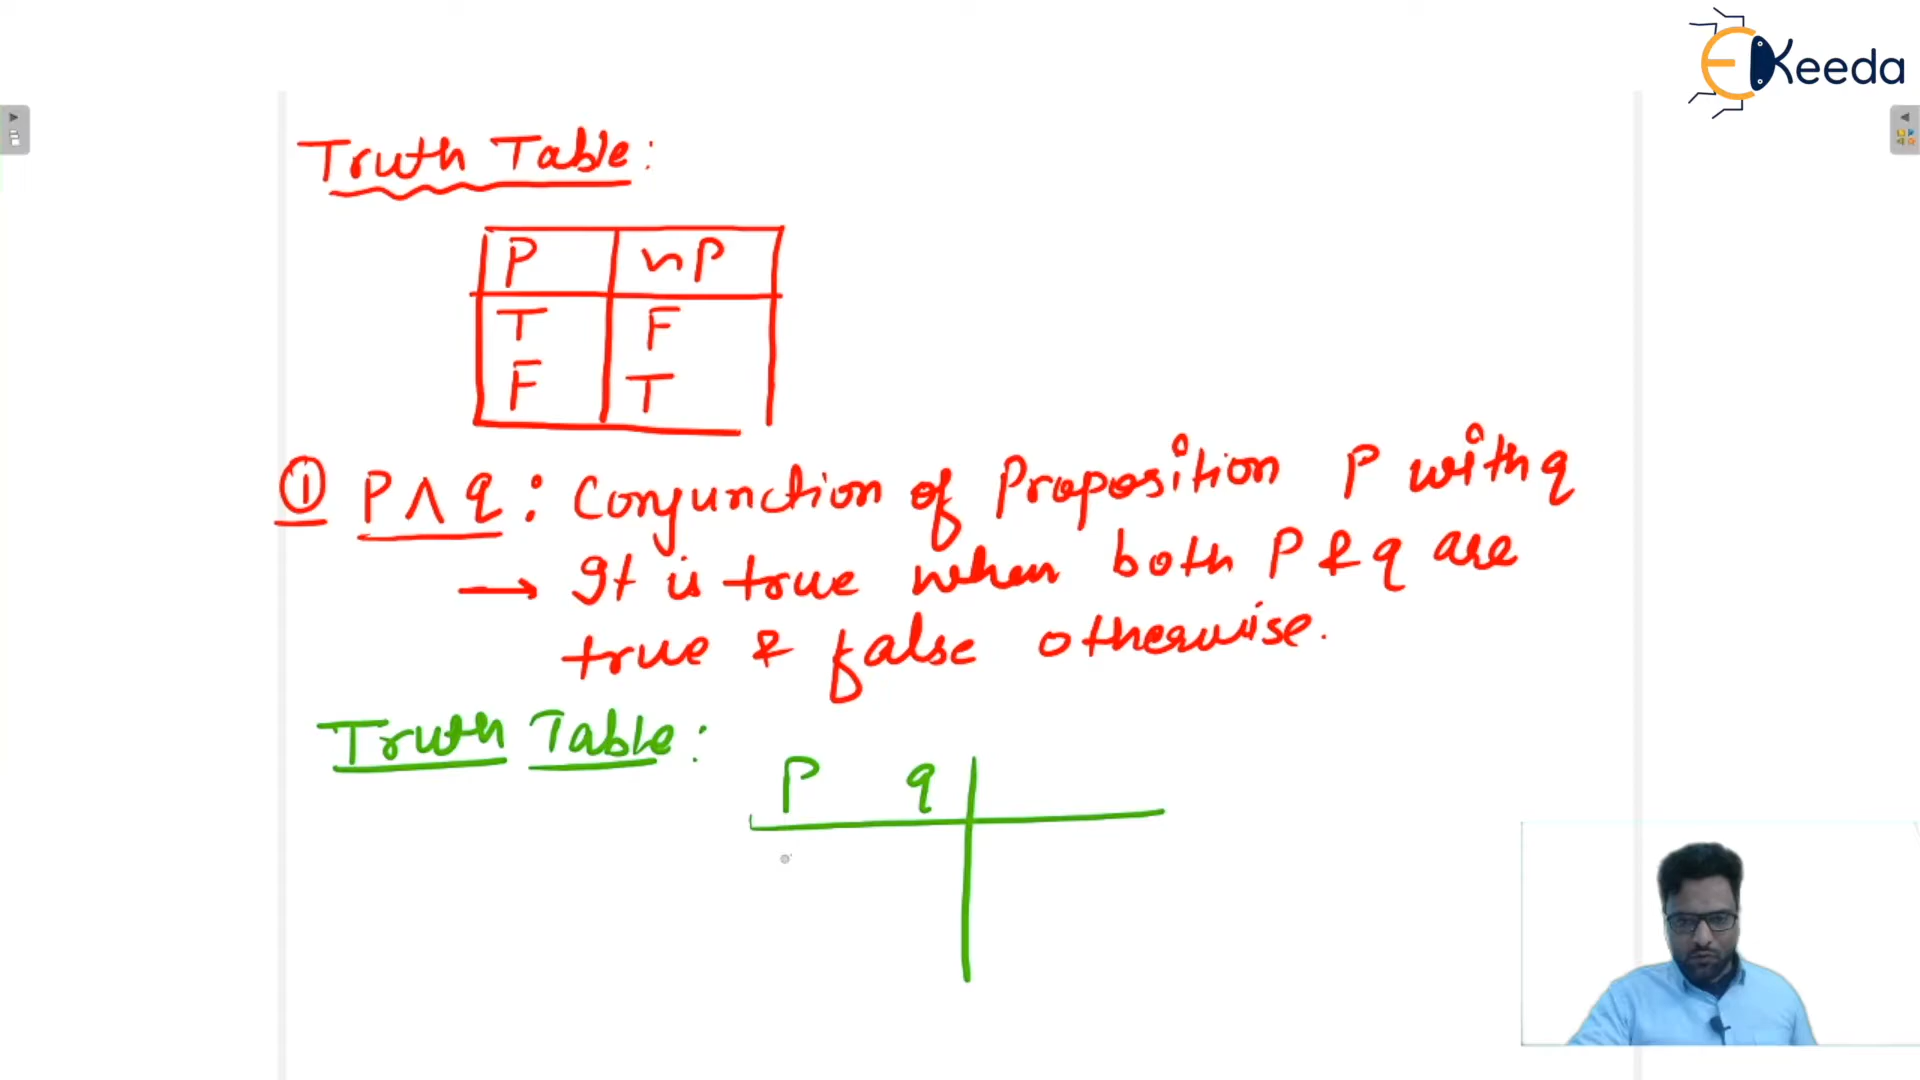 EKeeda
Truth Table:
P ~P
T F
F T
① P ∧ q : Conjunction of Proposition P with q
→ It is true when both P & q are
true & false otherwise.
Truth Table:
P q